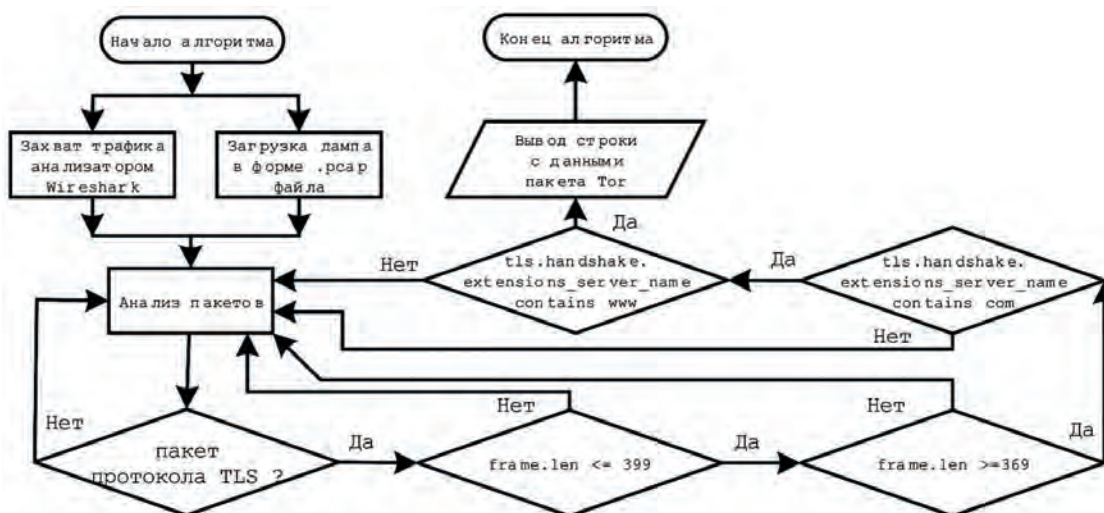 Начало алгоритма
Конец алгоритма
Захват трафика
анализатором
Wireshark
Загрузка дампа
в форме .pcap
файла
Вывод строки
с данными
пакета Tor
Да
Нет
tls.handshake.
extensions_server_name
contains www
Да
tls.handshake.
extensions_server_name
contains com
Анализ пакетов
Нет
Нет
пакет
протокола TLS ?
Да
Нет
frame.len <= 399
Да
Нет
frame.len >=369
Да